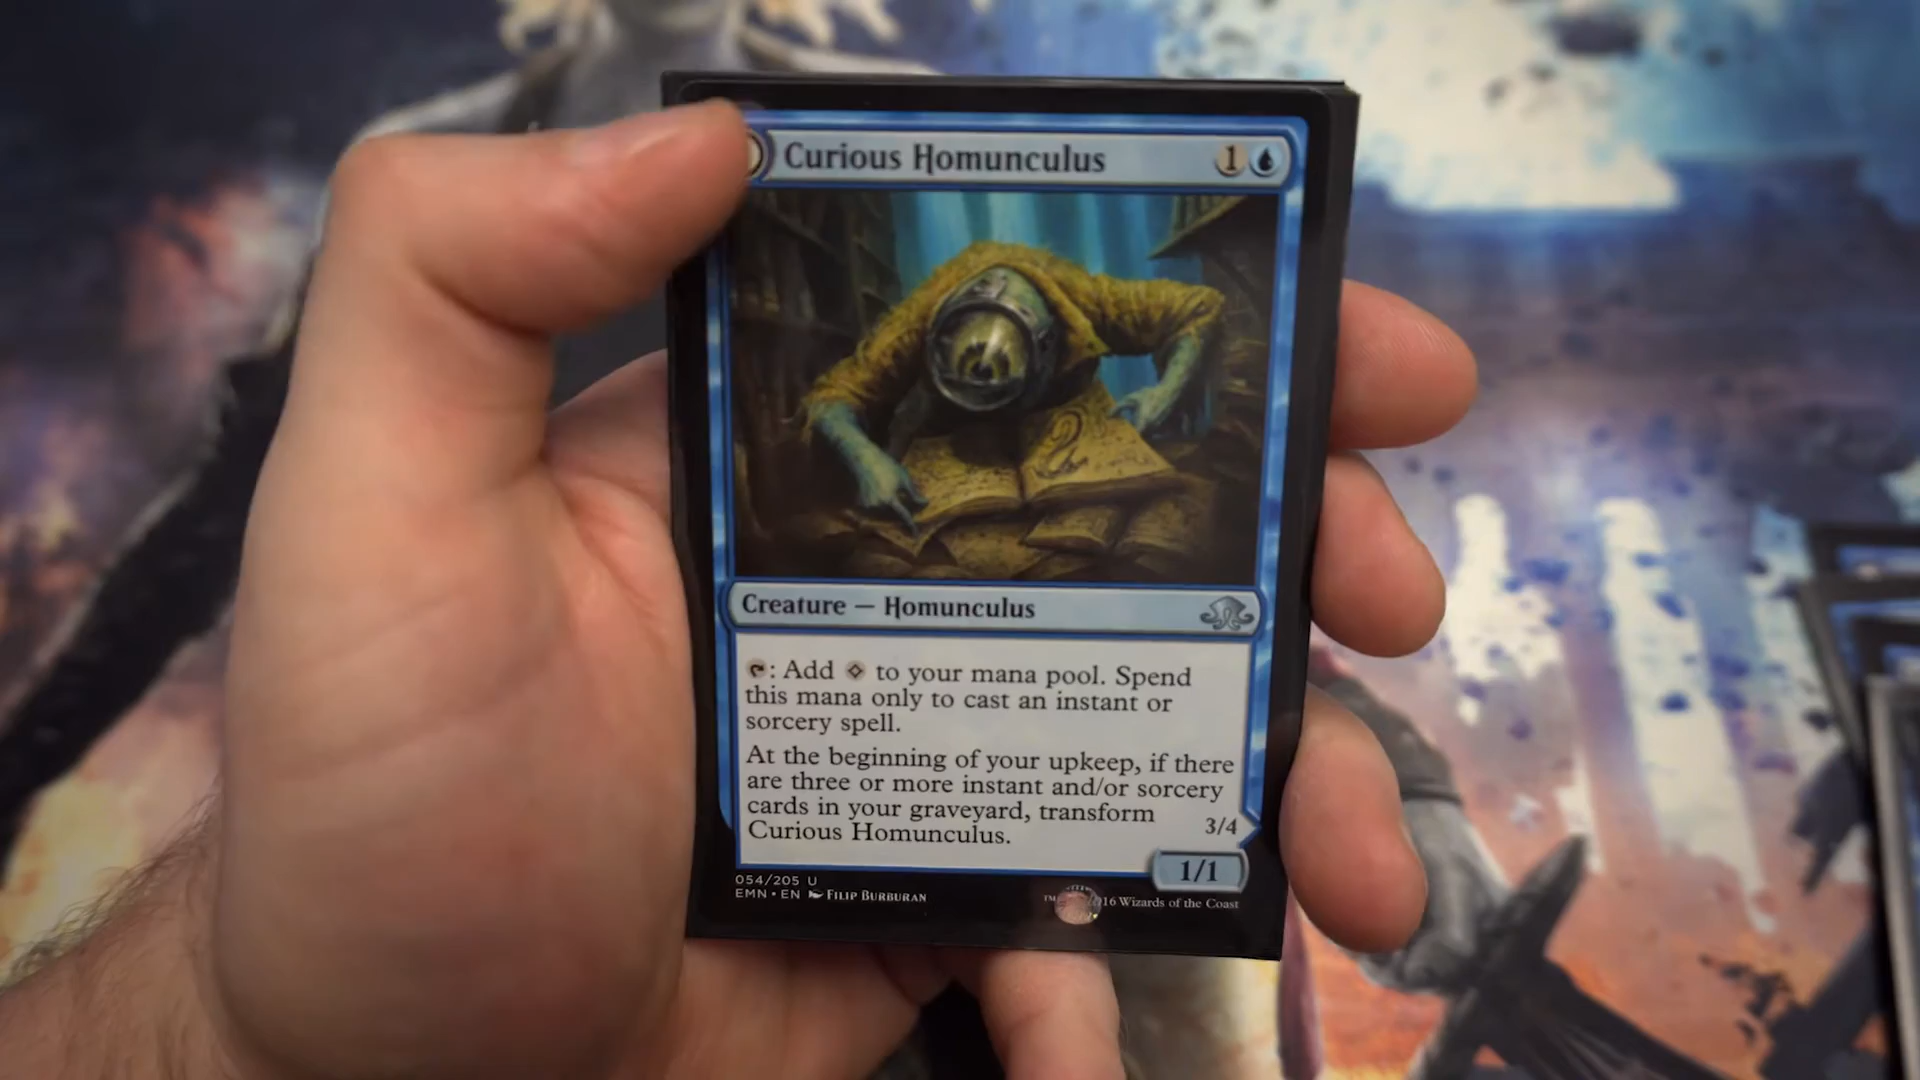 Curious Homunculus 1
Creature — Homunculus
: Add to your mana pool. Spend
this mana only to cast an instant or
sorcery spell.
At the beginning of your upkeep, if there
are three or more instant and/or sorcery
cards in your graveyard, transform
Curious Homunculus.
3/4
1/1
054/205 U
EMN • EN FILIP BURBURAN
™ 16 Wizards of the Coast